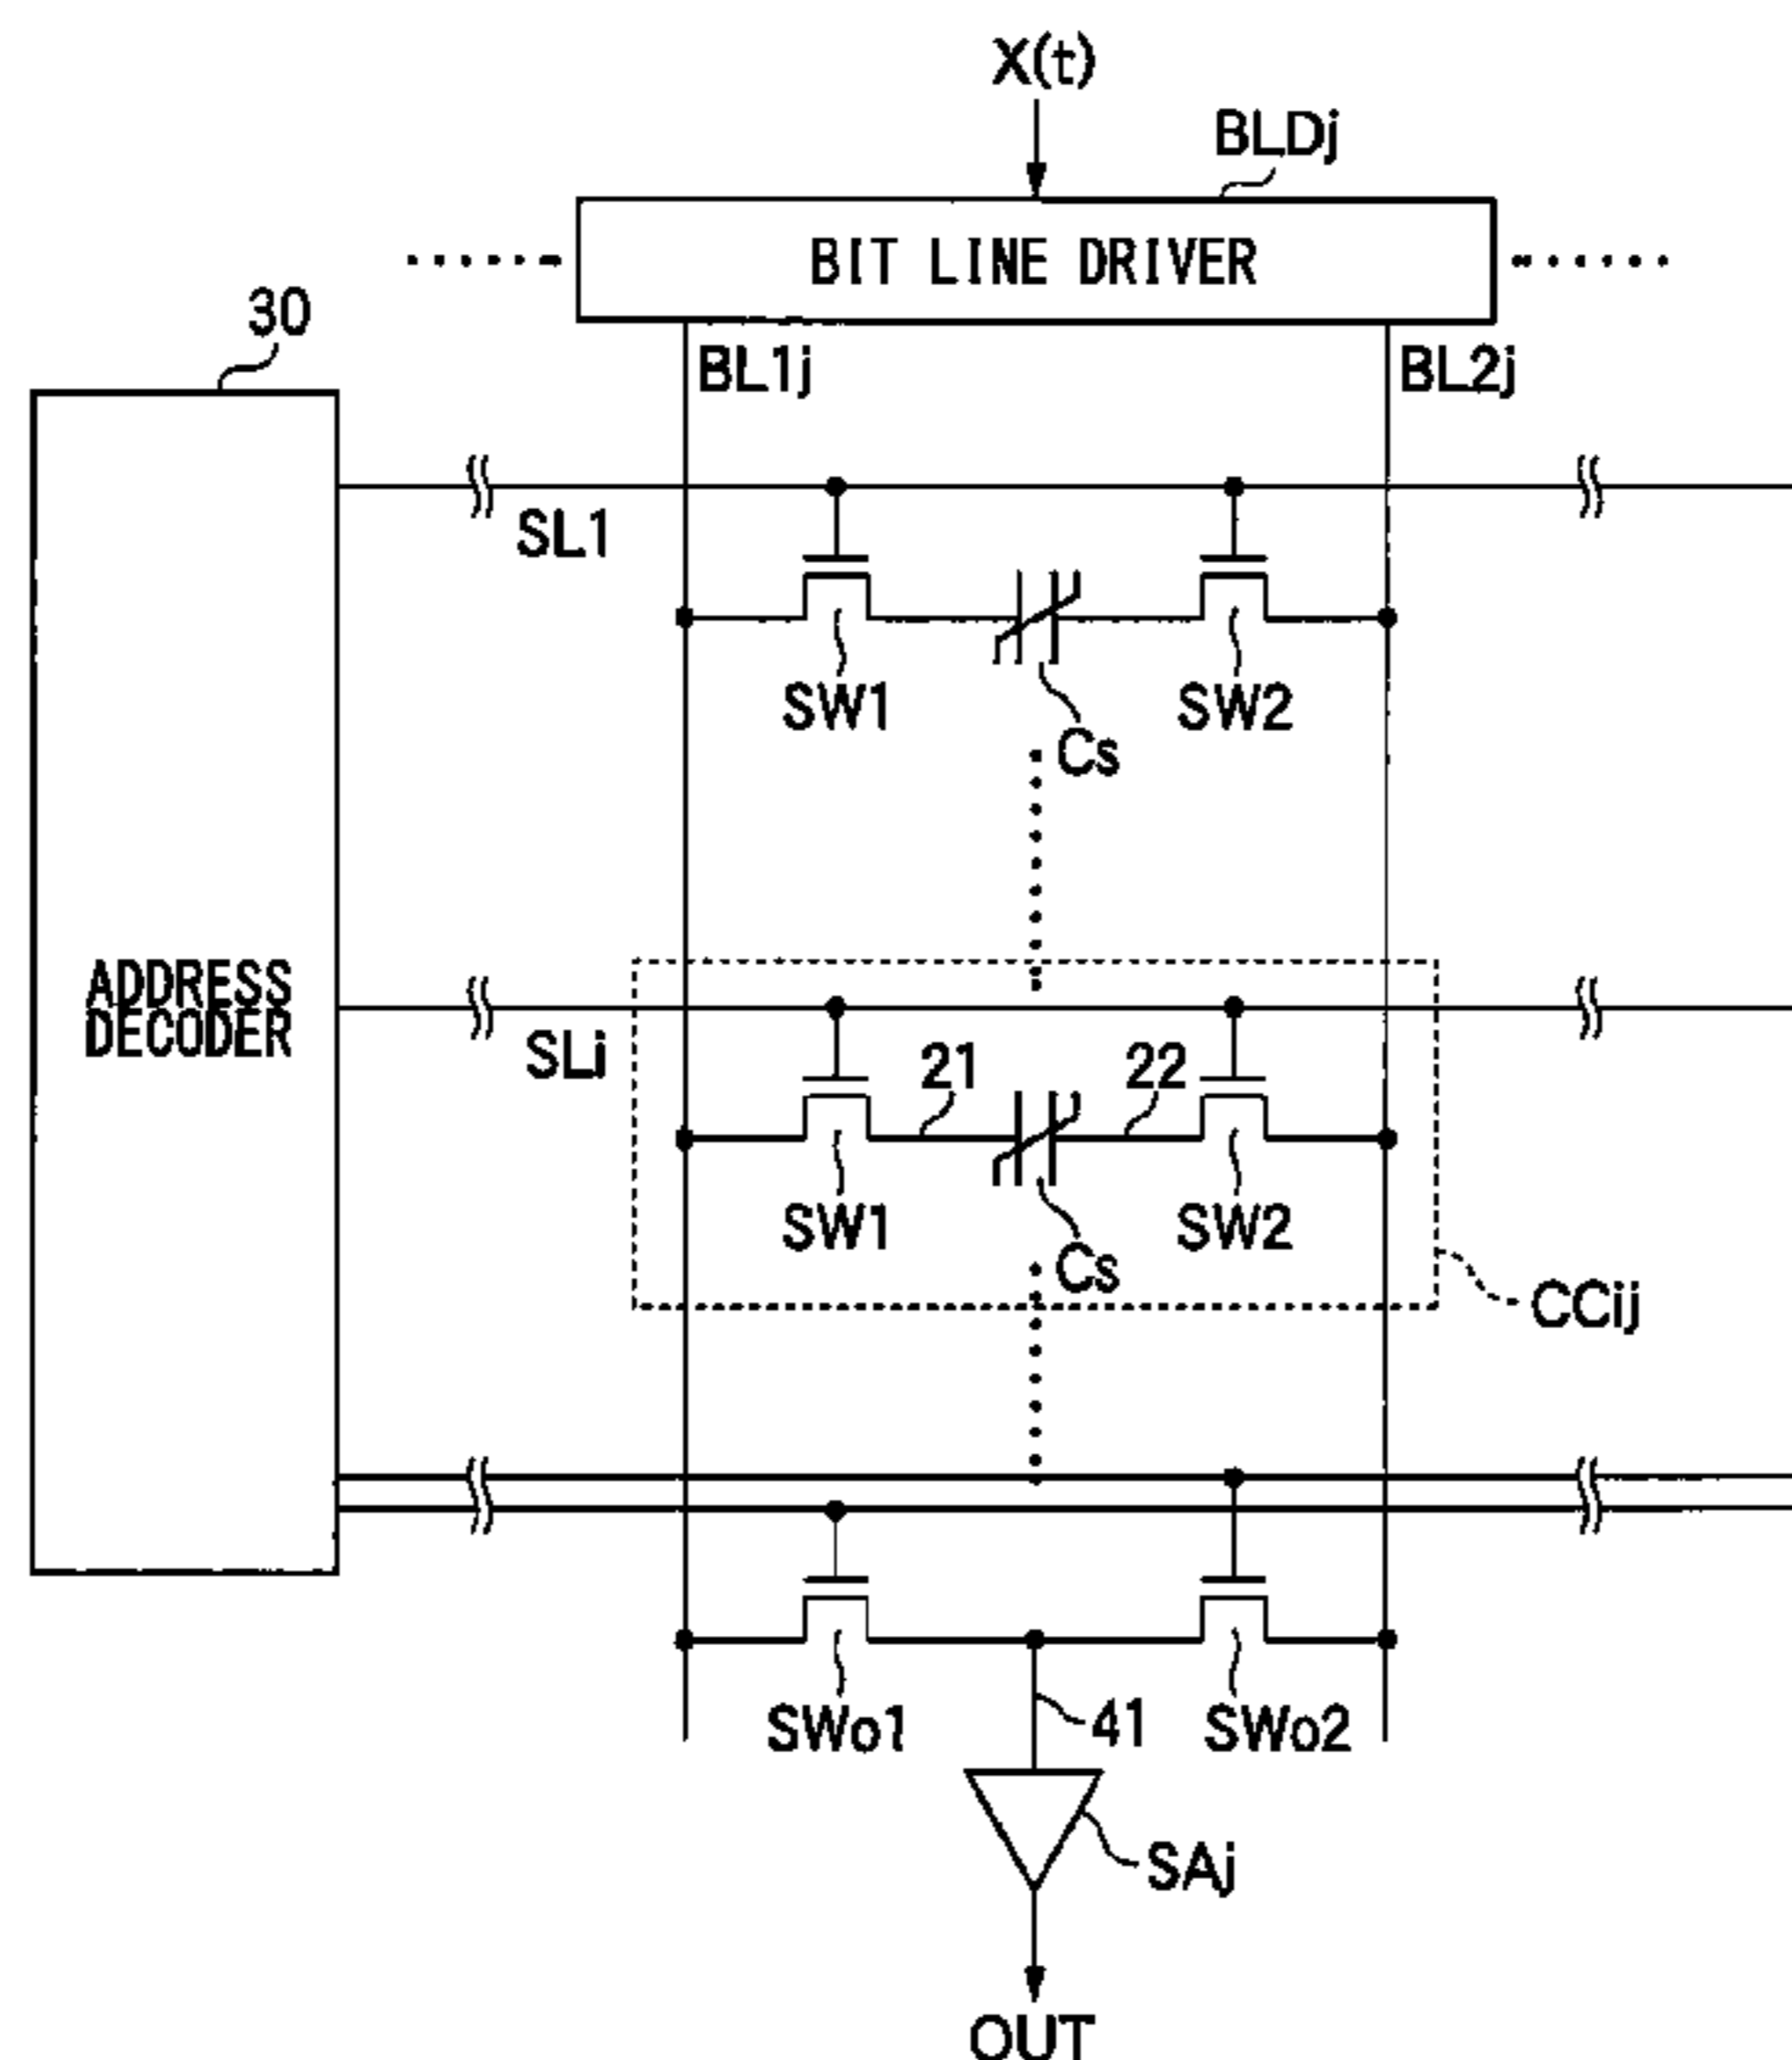 X(t)
BLDj
BIT LINE DRIVER
30
BL1j
BL2j
SL1
SW1
SW2
Cs
ADDRESS
DECODER
SLi
21
22
SW1
SW2
Cs
CCij
SWo1
41
SWo2
SAj
OUT